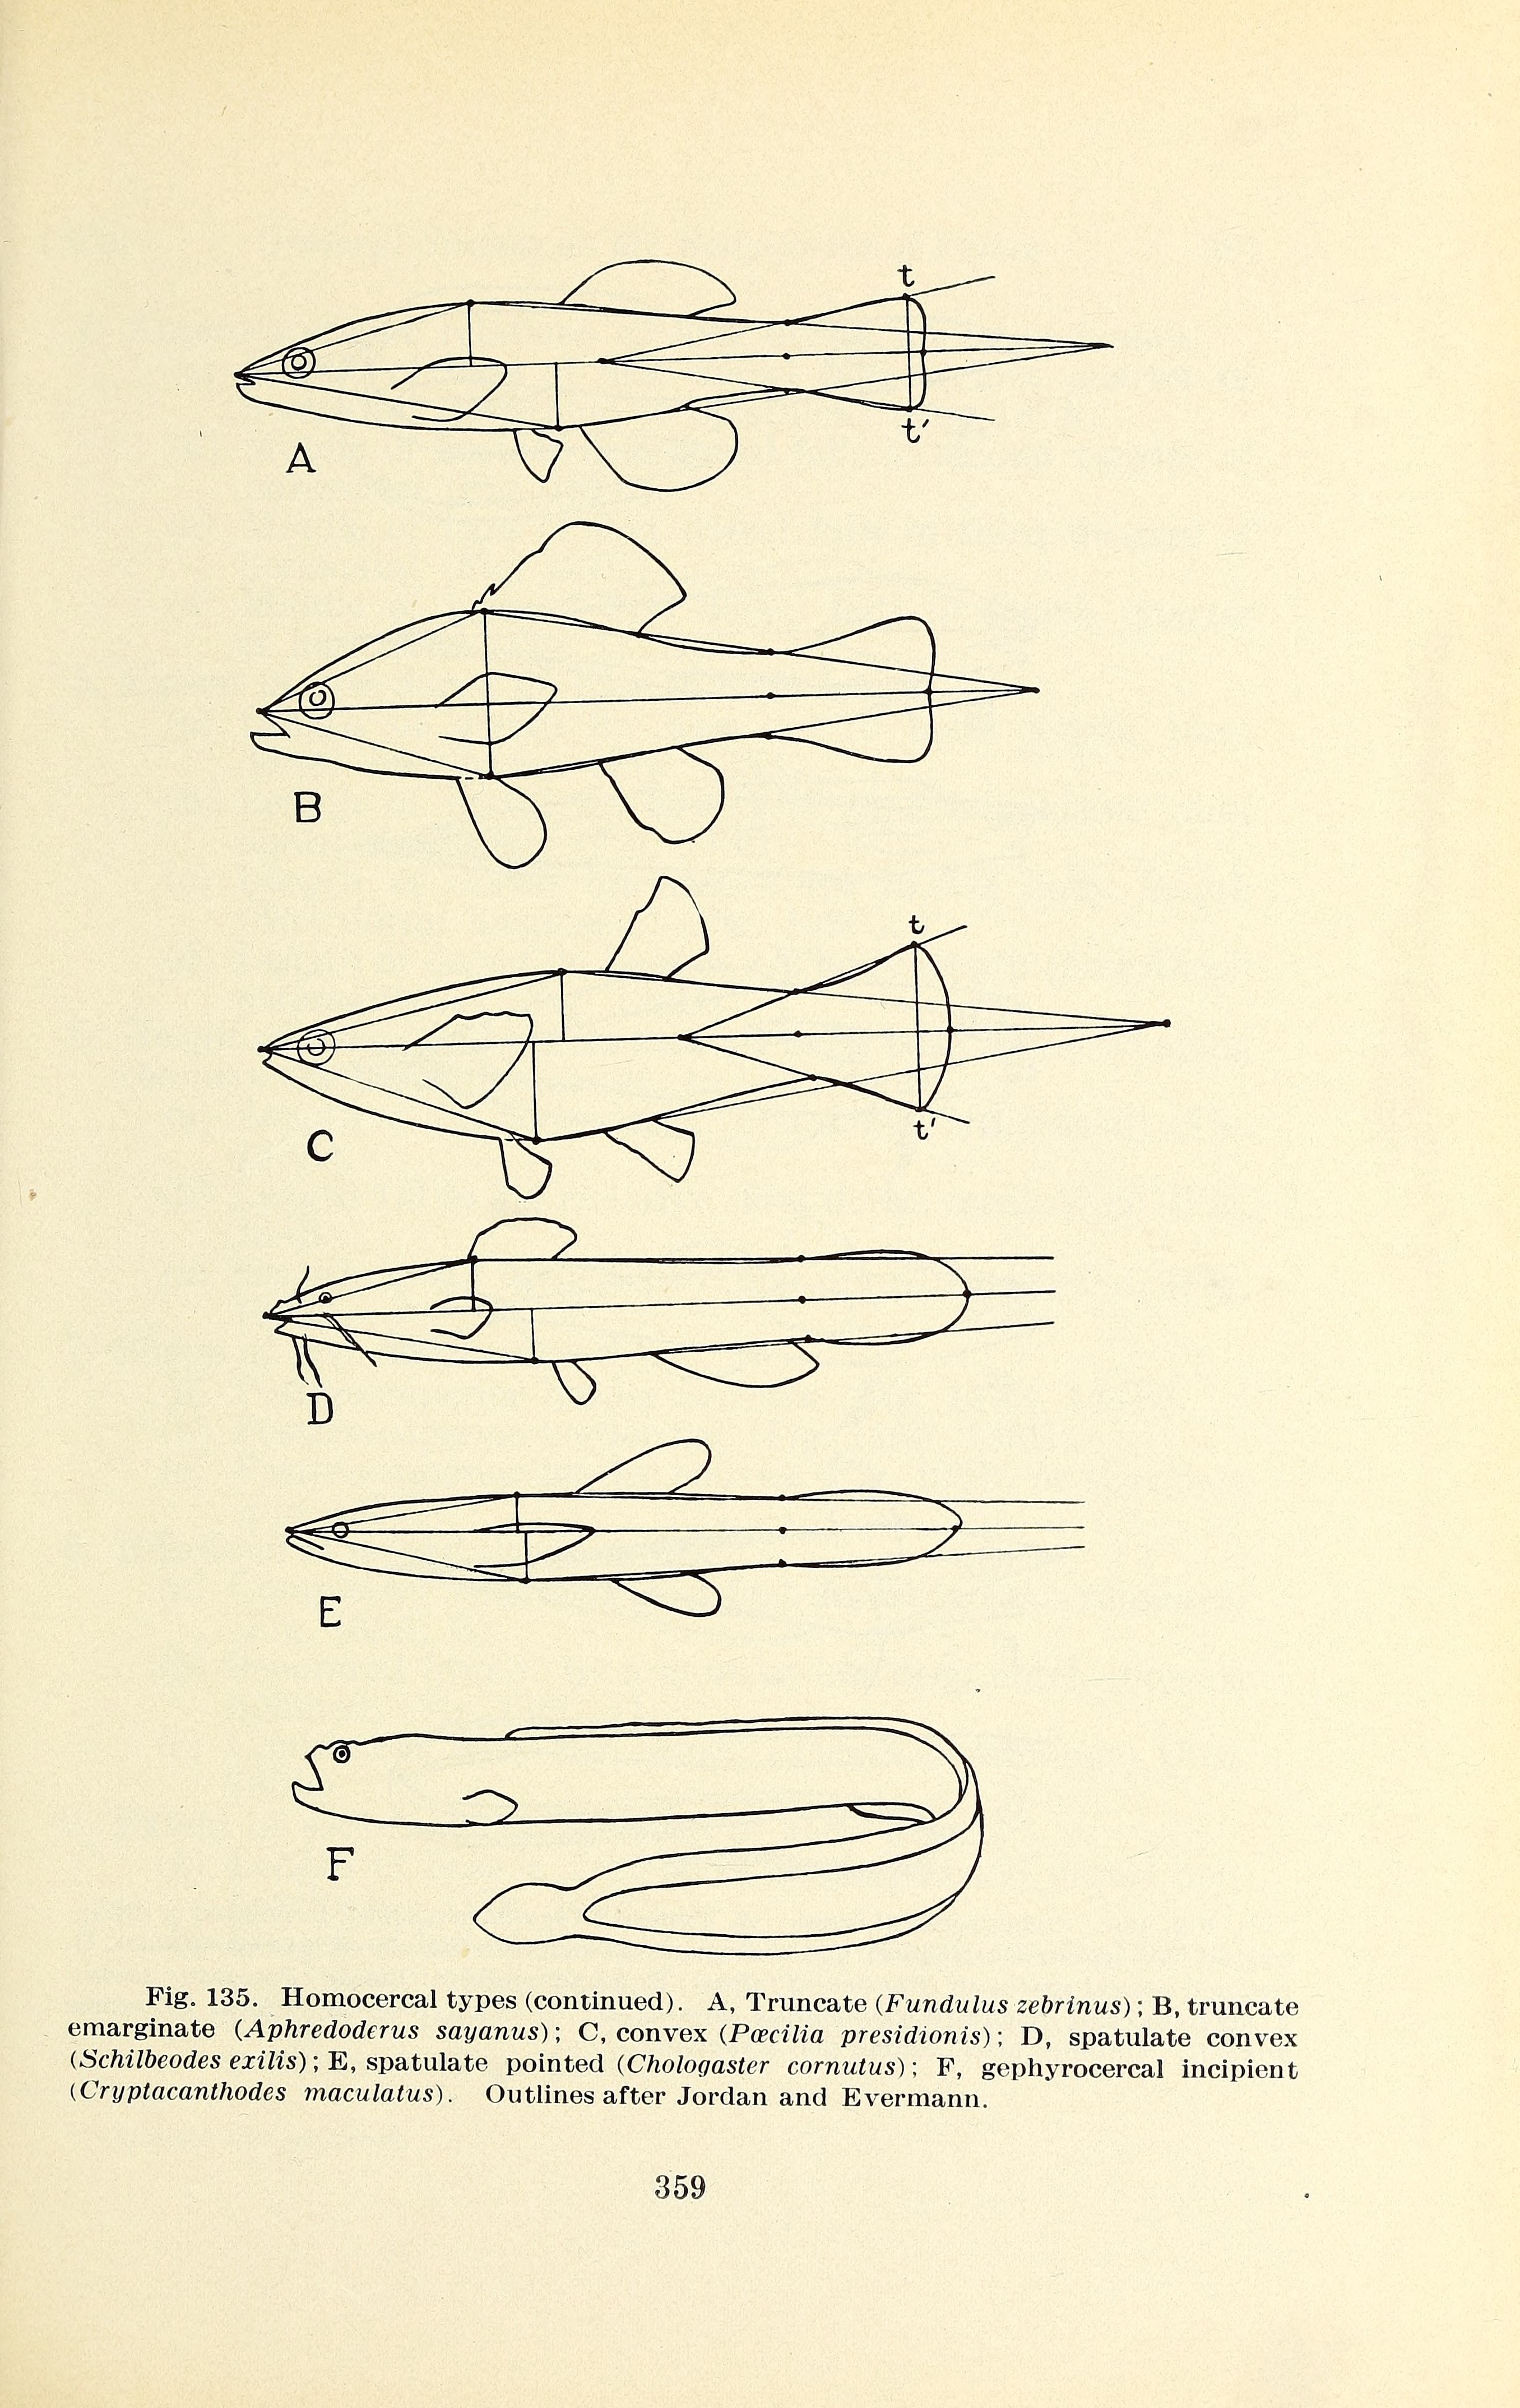 t
t′
A
B
t
t′
C
D
E
F
Fig. 135. Homocercal types (continued). A, Truncate (Fundulus zebrinus); B, truncate
emarginate (Aphredoderus sayanus); C, convex (Pœcilia presidionis); D, spatulate convex
(Schilbeodes exilis); E, spatulate pointed (Chologaster cornutus); F, gephyrocercal incipient
(Cryptacanthodes maculatus). Outlines after Jordan and Evermann.
359